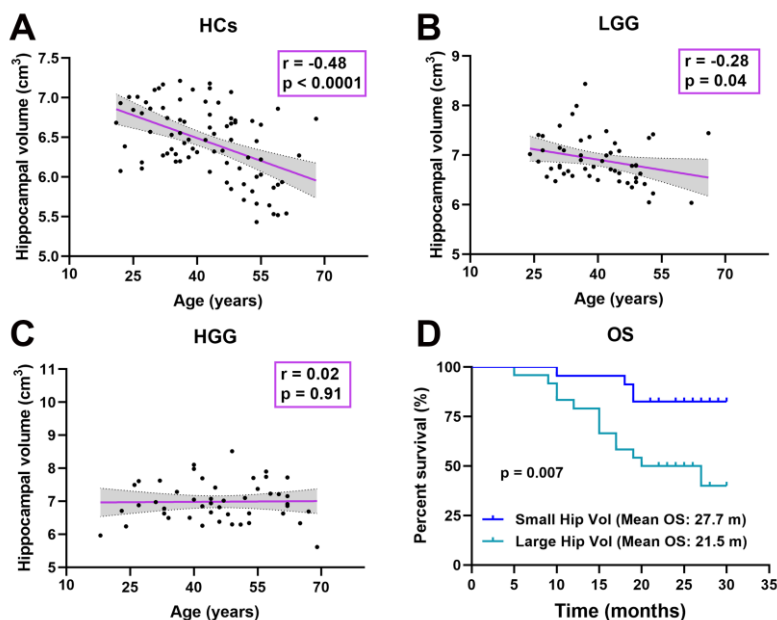 A
HCs
Hippocampal volume (cm³)
7.5
7.0
6.5
6.0
5.5
5.0
r = -0.48
p < 0.0001
10 25 40 55 70
Age (years)
B
LGG
Hippocampal volume (cm³)
9
8
7
6
5
r = -0.28
p = 0.04
10 25 40 55 70
Age (years)
C
HGG
Hippocampal volume (cm³)
11
10
9
8
7
6
5
r = 0.02
p = 0.91
10 25 40 55 70
Age (years)
D
OS
Percent survival (%)
100
75
50
25
0
p = 0.007
Small Hip Vol (Mean OS: 27.7 m)
Large Hip Vol (Mean OS: 21.5 m)
0 5 10 15 20 25 30 35
Time (months)